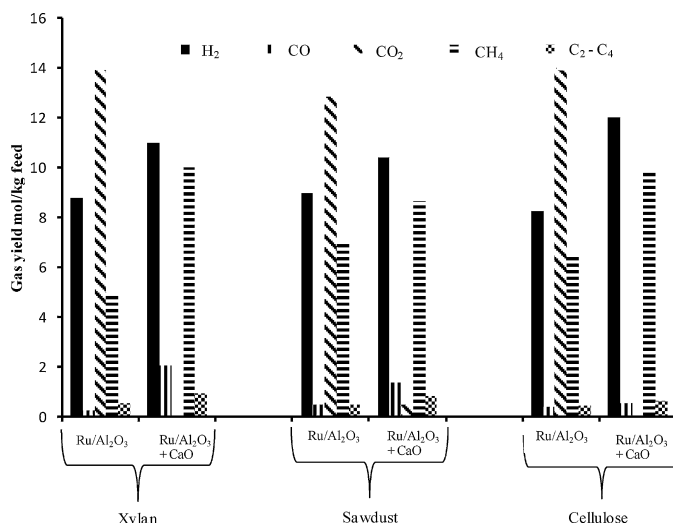 16
14
12
10
8
6
4
2
0
Gas yield mol/kg feed
H₂ CO CO₂ CH₄ C₂ - C₄
Ru/Al₂O₃ Ru/Al₂O₃ Ru/Al₂O₃ Ru/Al₂O₃ Ru/Al₂O₃ Ru/Al₂O₃
+ CaO + CaO + CaO
Xylan Sawdust Cellulose